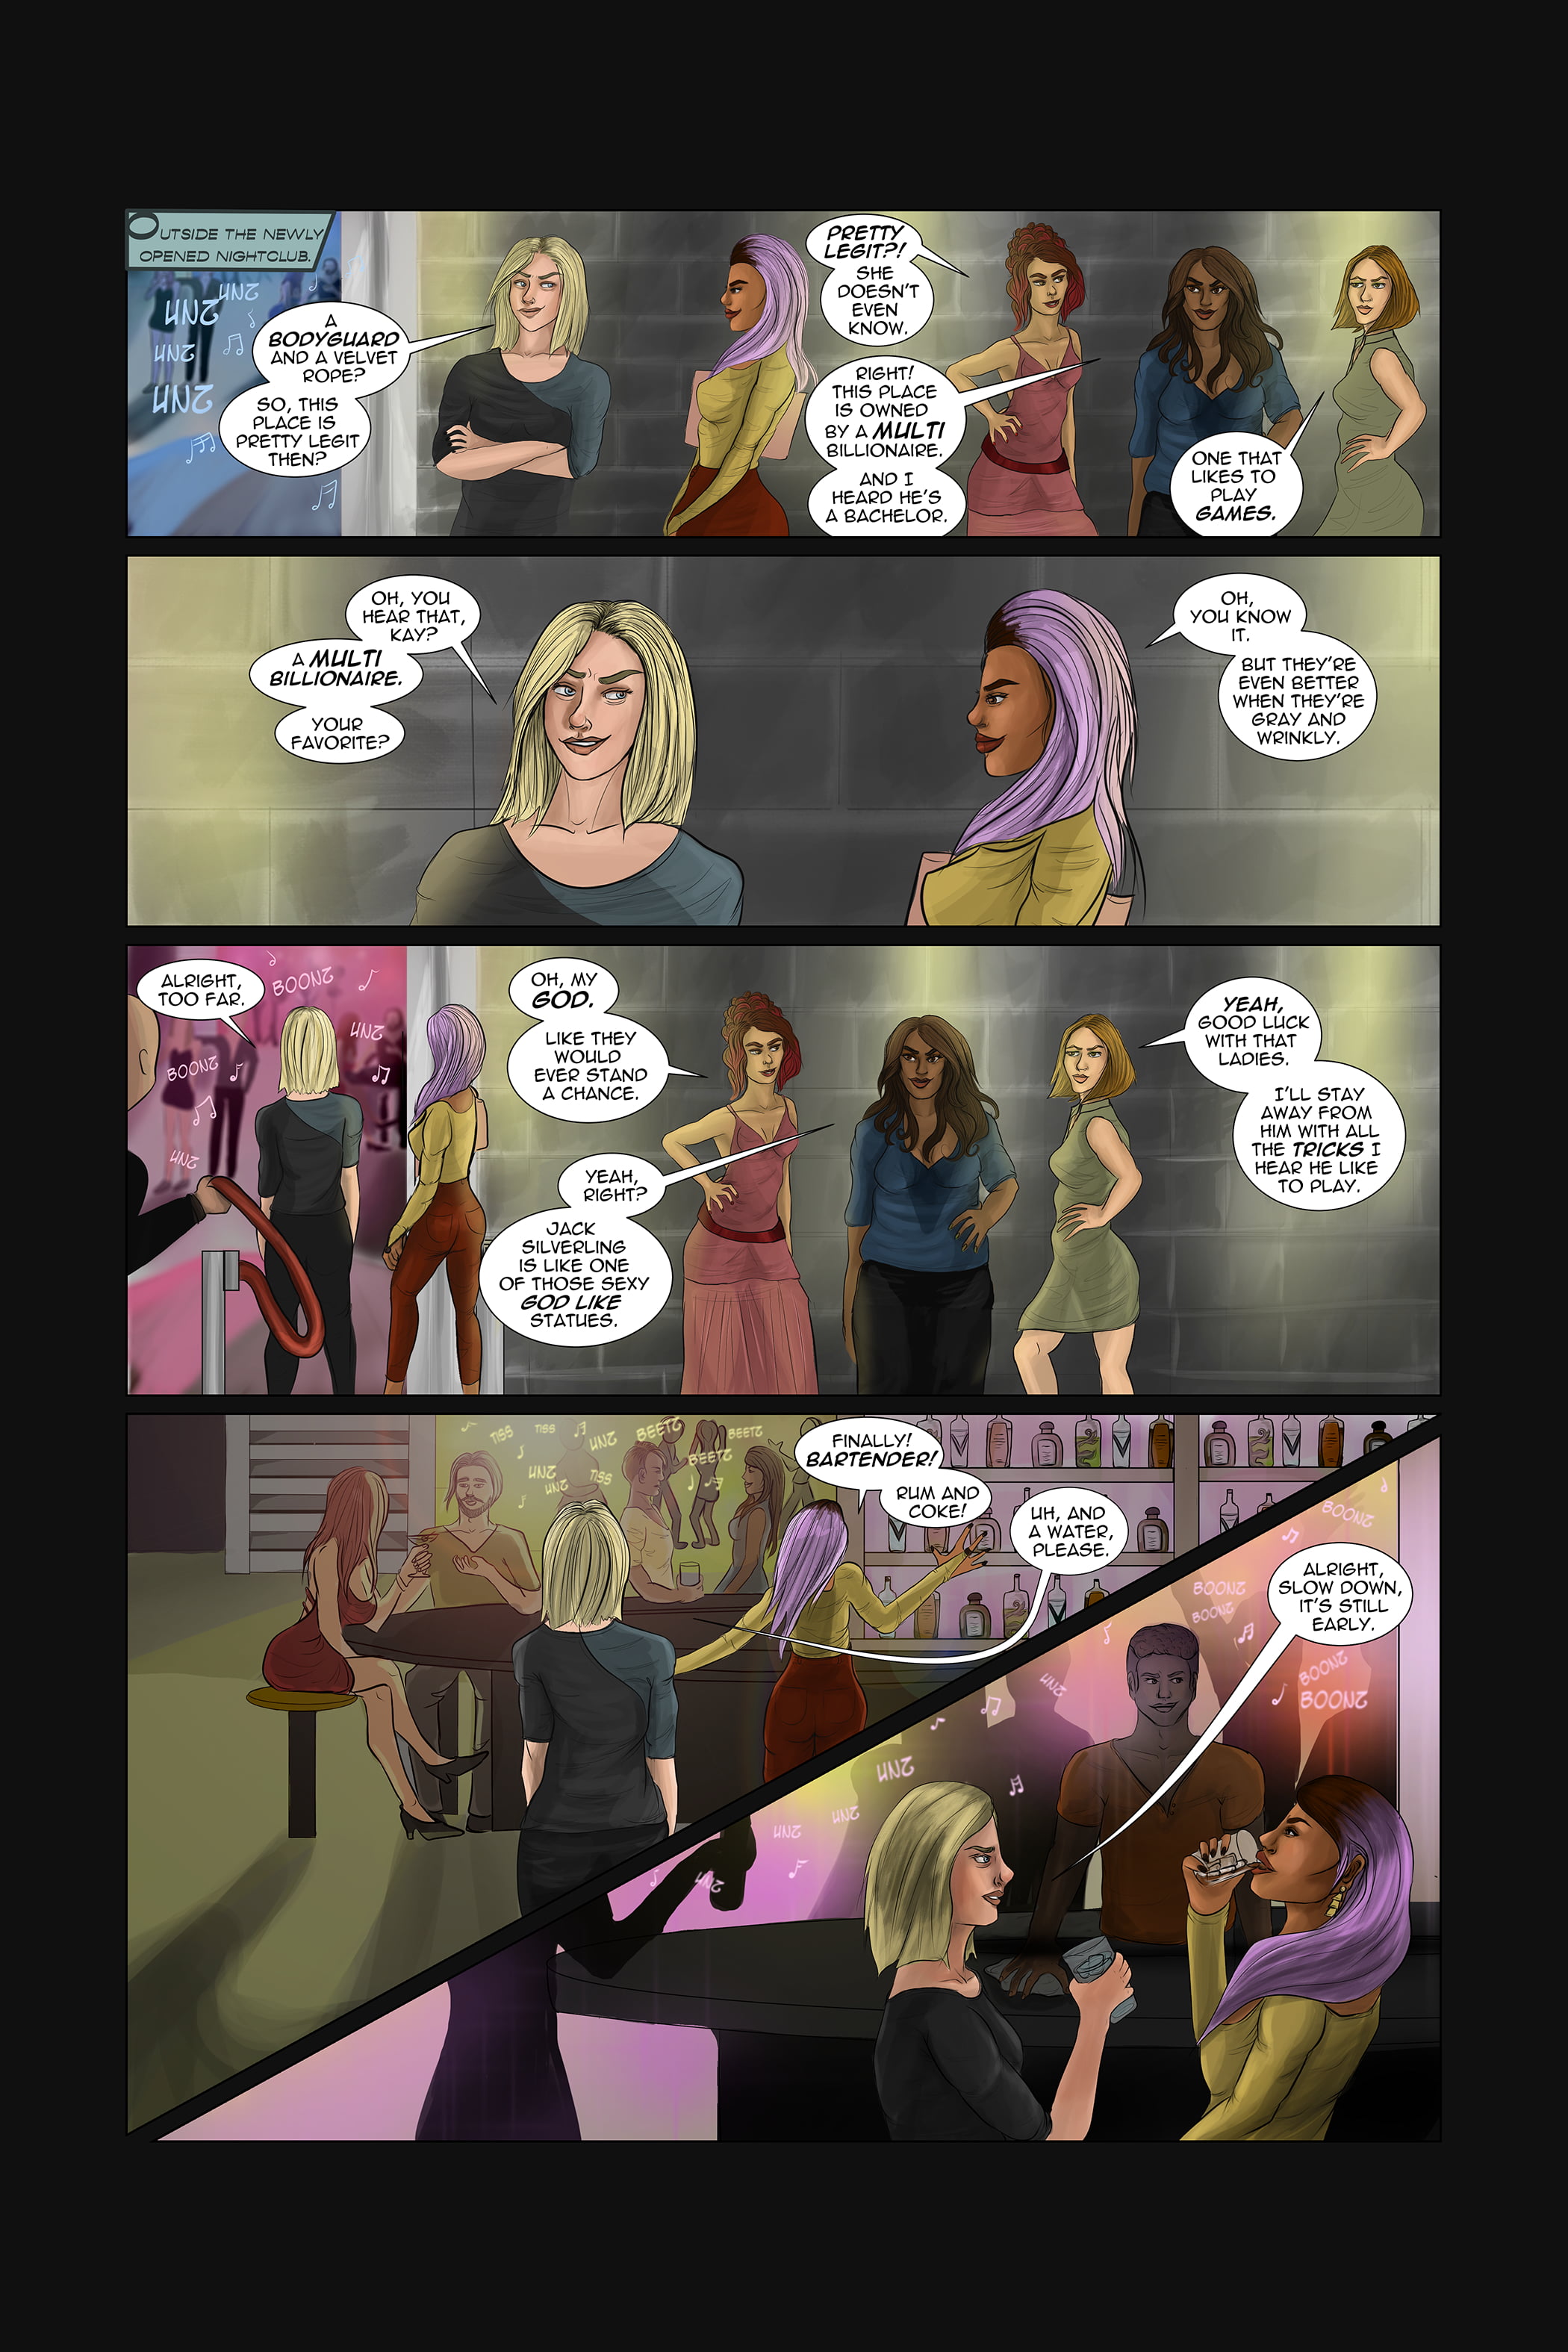 OUTSIDE THE NEWLY
OPENED NIGHTCLUB.
UNZ
UNZ
UNZ
UNZ
A
BODYGUARD
AND A VELVET
ROPE?
SO, THIS
PLACE IS
PRETTY LEGIT
THEN?
PRETTY
LEGIT?!
SHE
DOESN'T
EVEN
KNOW.
RIGHT!
THIS PLACE
IS OWNED
BY A MULTI
BILLIONAIRE.
AND I
HEARD HE'S
A BACHELOR.
ONE THAT
LIKES TO
PLAY
GAMES.
OH, YOU
HEAR THAT,
KAY?
A MULTI
BILLIONAIRE.
YOUR
FAVORITE?
OH,
YOU KNOW
IT.
BUT THEY'RE
EVEN BETTER
WHEN THEY'RE
GRAY AND
WRINKLY.
ALRIGHT,
TOO FAR.
BOONZ
UNZ
BOONZ
UNZ
OH, MY
GOD.
LIKE THEY
WOULD
EVER STAND
A CHANCE.
YEAH,
RIGHT?
JACK
SILVERLING
IS LIKE ONE
OF THOSE SEXY
GOD LIKE
STATUES.
YEAH,
GOOD LUCK
WITH THAT
LADIES.
I'LL STAY
AWAY FROM
HIM WITH ALL
THE TRICKS I
HEAR HE LIKE
TO PLAY.
TISS
TISS
UNZ
BEETZ
BEETZ
BEETZ
UNZ
UNZ
TISS
FINALLY!
BARTENDER!
RUM AND
COKE!
UH, AND
A WATER,
PLEASE.
BOONZ
BOONZ
BOONZ
ALRIGHT,
SLOW DOWN,
IT'S STILL
EARLY.
BOONZ
BOONZ
UNZ
UNZ
UNZ
UNZ
UNZ